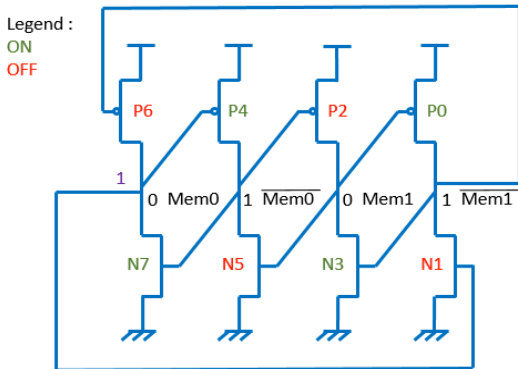 Legend :
ON
OFF
P6 P4 P2 P0
1
0 Mem0 1 Mem0 0 Mem1 1 Mem1
N7 N5 N3 N1